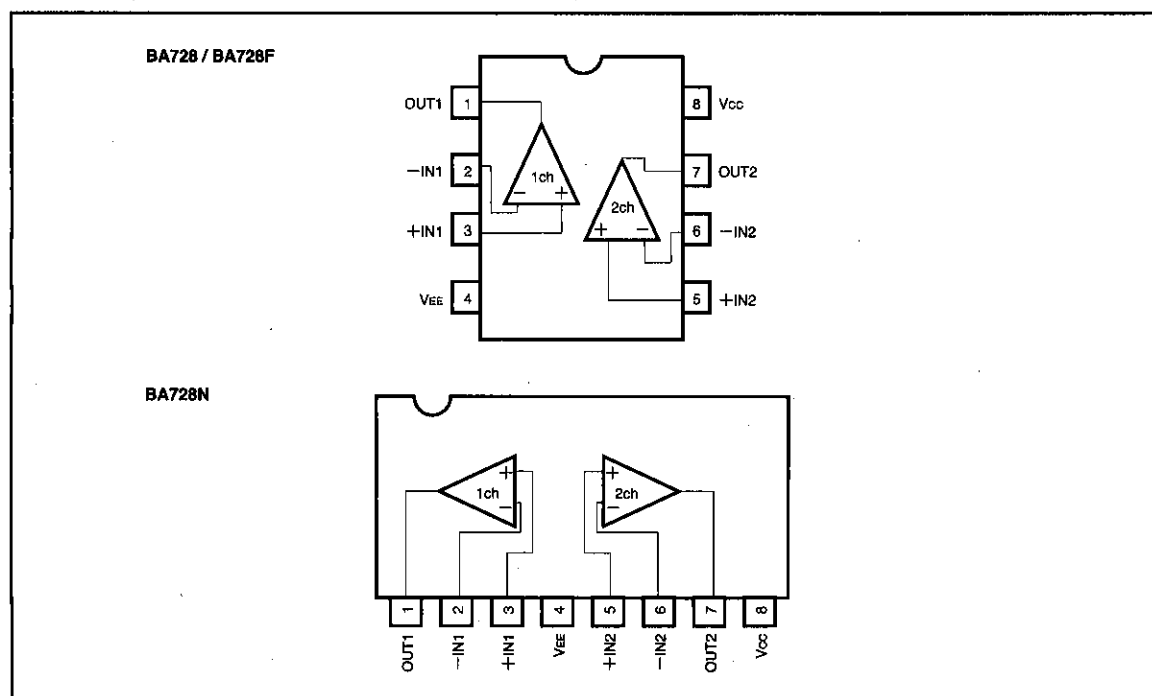 BA728 / BA728F
OUT1 1 8 Vcc
−IN1 2 7 OUT2
1ch
− +
2ch
+IN1 3 + − 6 −IN2
VEE 4 5 +IN2
BA728N
+ +
1ch 2ch
− −
1 2 3 4 5 6 7 8
OUT1 −IN1 +IN1 VEE +IN2 −IN2 OUT2 Vcc